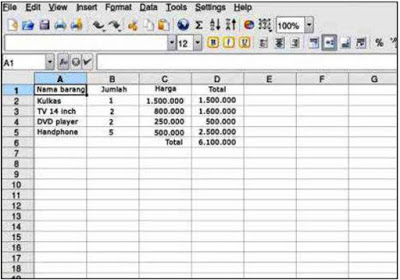 File Edit View Insert Format Data Tools Settings Help
100%
12
A1
A B C D E F G
1 Nama barang Jumlah Harga Total
2 Kulkas 1 1.500.000 1.500.000
3 TV 14 inch 2 800.000 1.600.000
4 DVD player 2 250.000 500.000
5 Handphone 5 500.000 2.500.000
6 Total 6.100.000
7
8
9
10
11
12
13
14
15
16
17
18